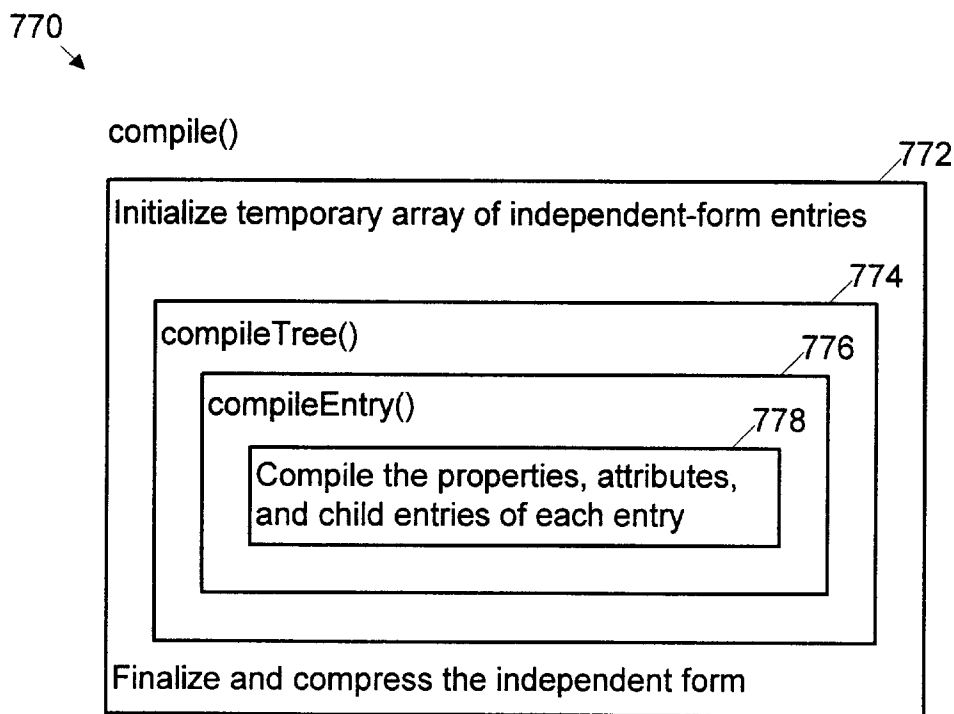 770
compile()
772
Initialize temporary array of independent-form entries
774
compileTree()
776
compileEntry()
778
Compile the properties, attributes,
and child entries of each entry
Finalize and compress the independent form